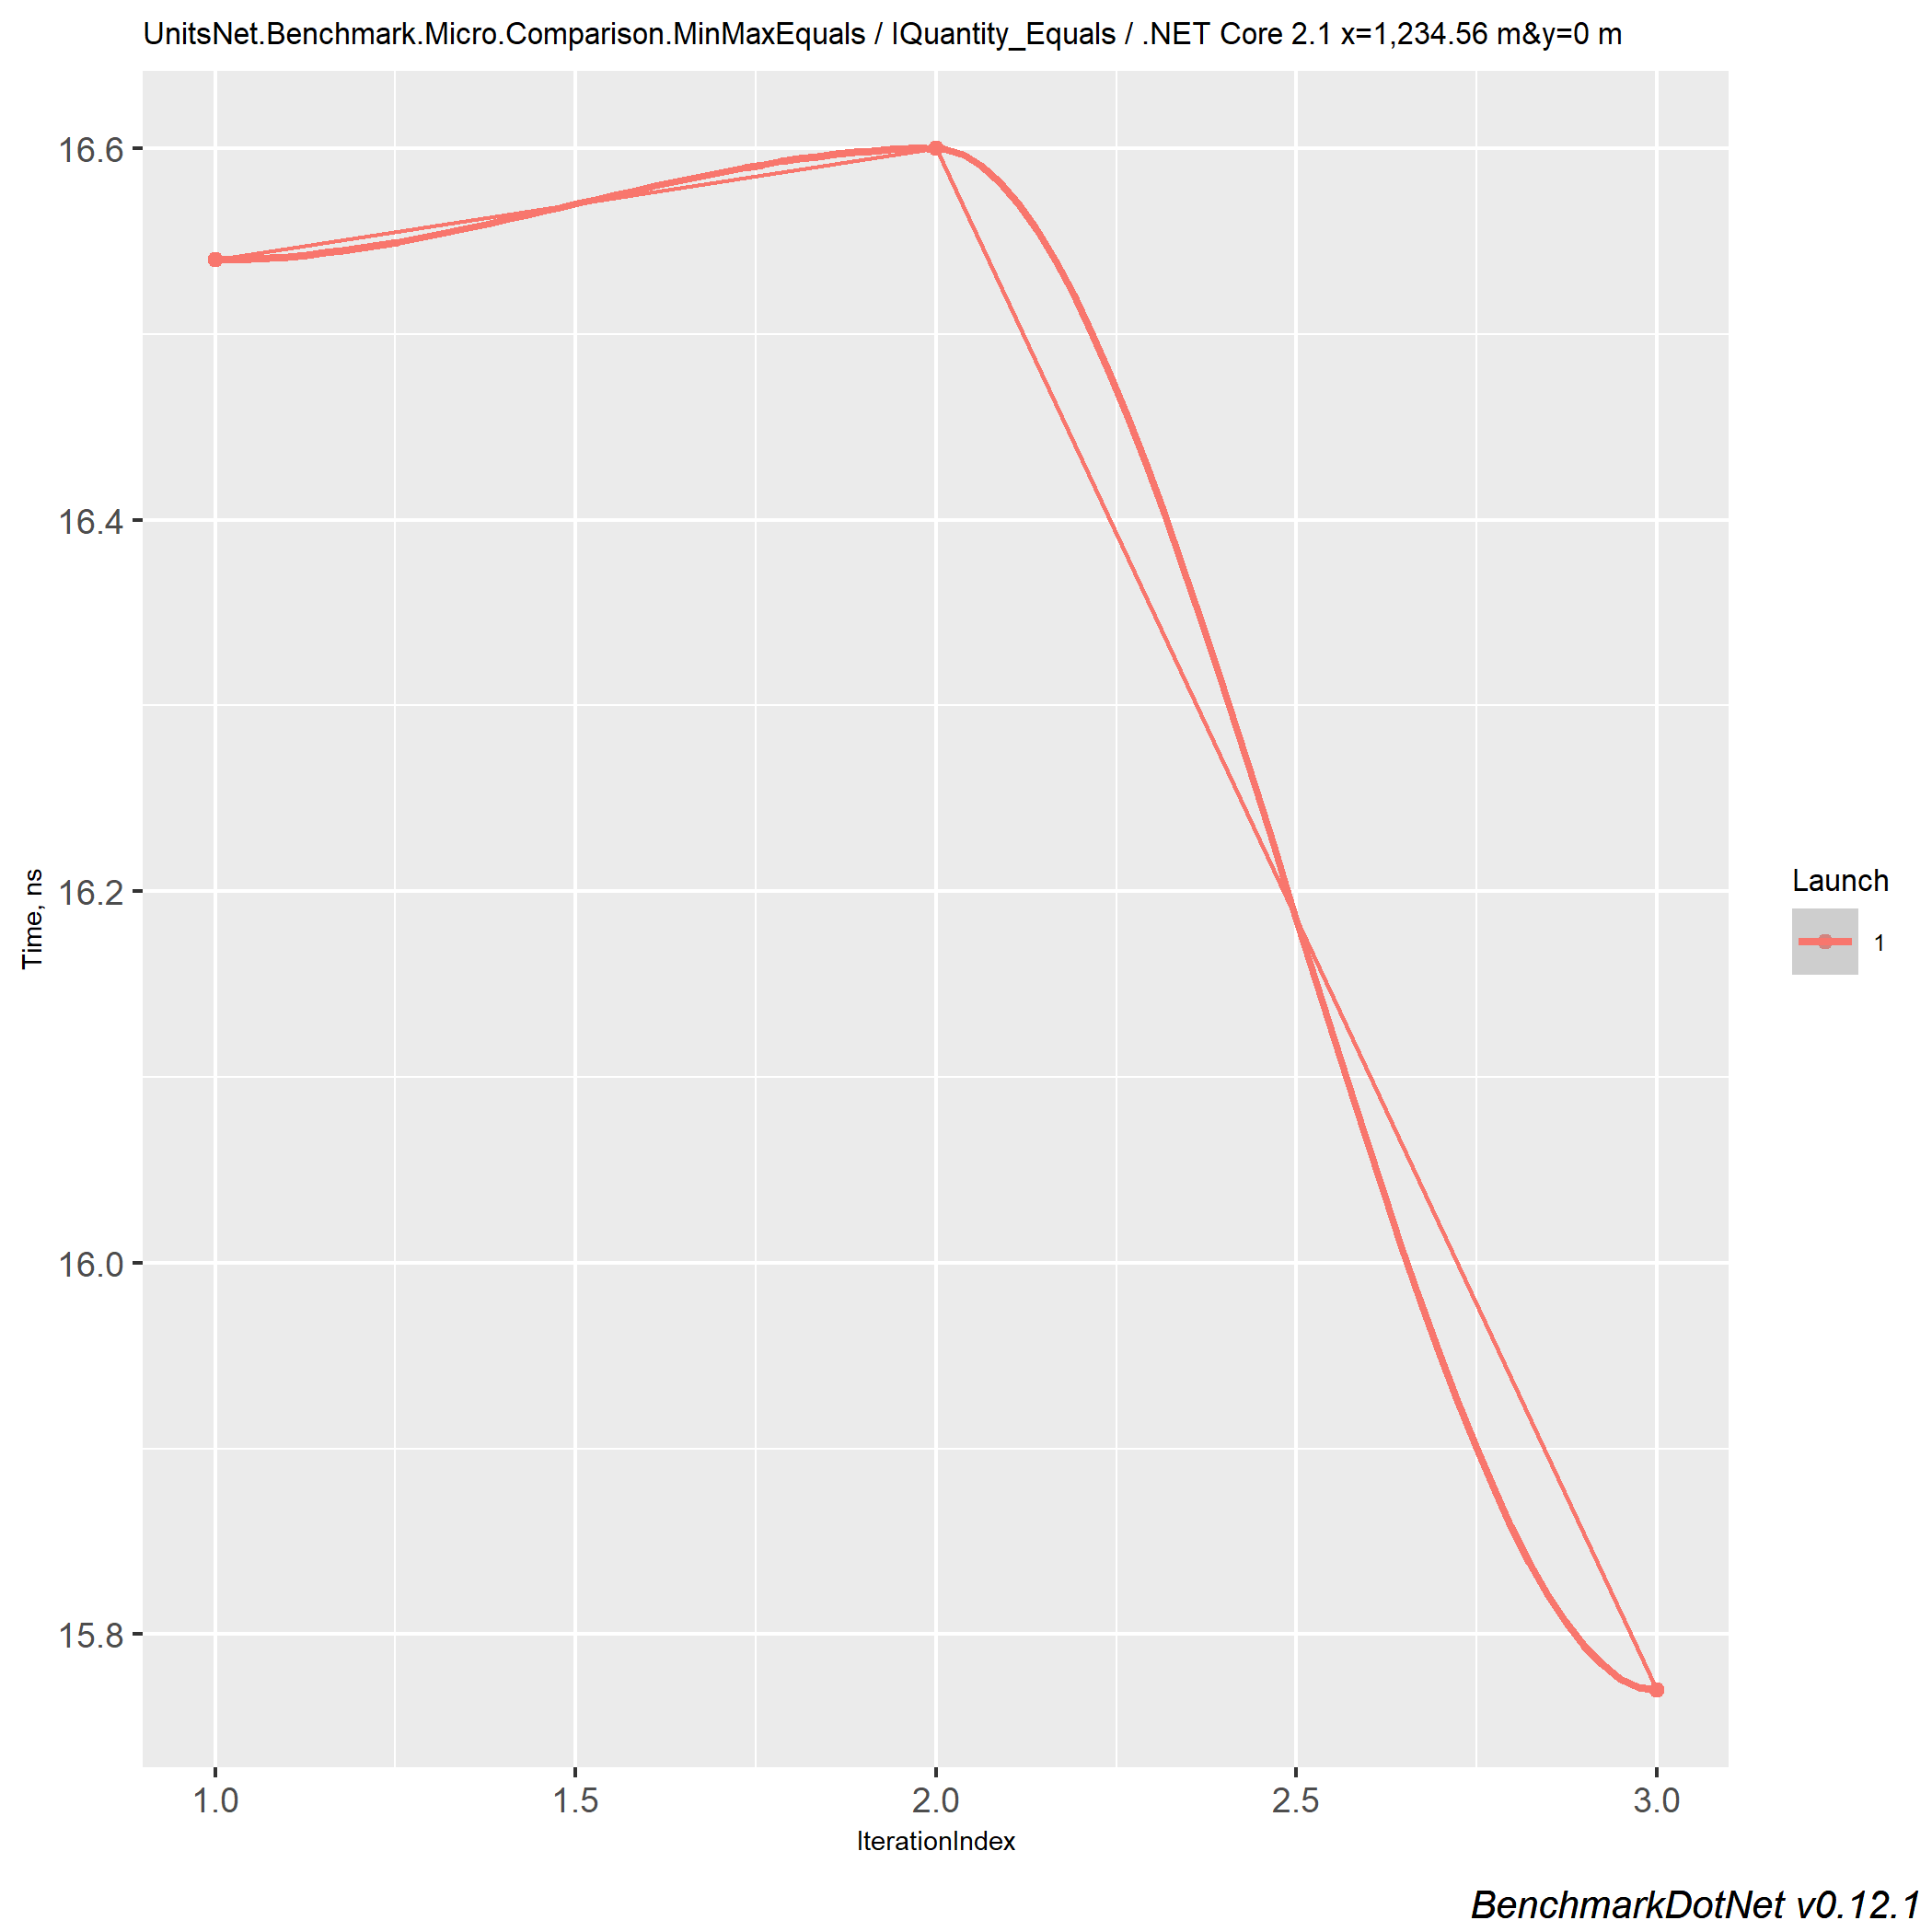 UnitsNet.Benchmark.Micro.Comparison.MinMaxEquals / IQuantity_Equals / .NET Core 2.1 x=1,234.56 m&y=0 m
16.6
16.4
16.2
16.0
15.8
Time, ns
1.0 1.5 2.0 2.5 3.0
IterationIndex
Launch
1
BenchmarkDotNet v0.12.1